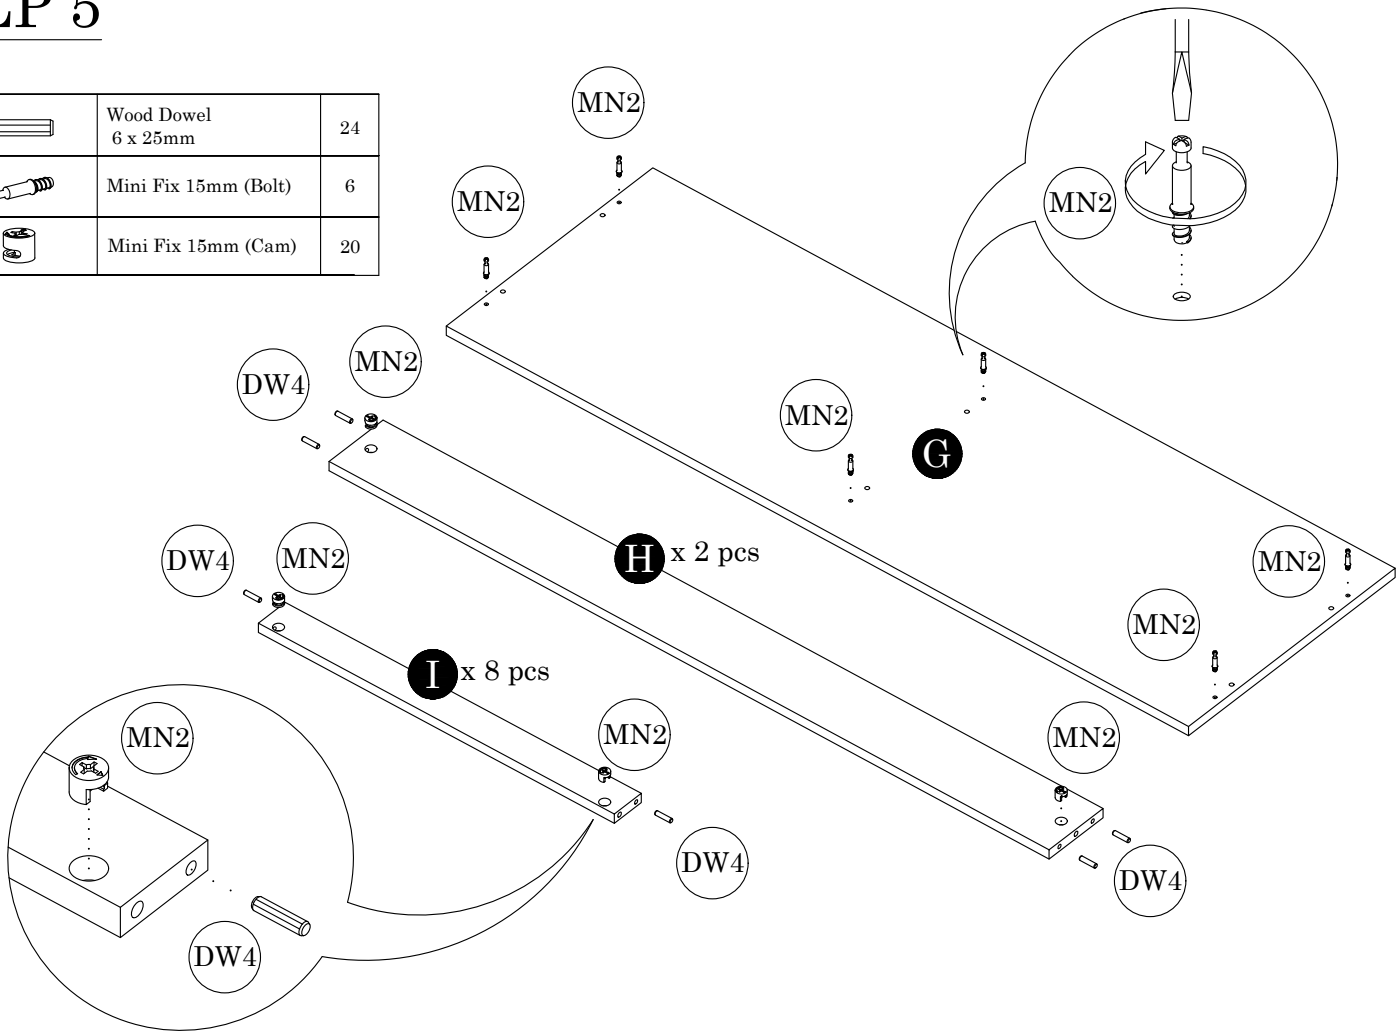 EP 5
Wood Dowel
6 x 25mm
24
Mini Fix 15mm (Bolt)
6
Mini Fix 15mm (Cam)
20
MN2
MN2
MN2
MN2
DW4
MN2
G
MN2
H x 2 pcs
DW4
MN2
MN2
MN2
I x 8 pcs
MN2
MN2
MN2
DW4
DW4
DW4